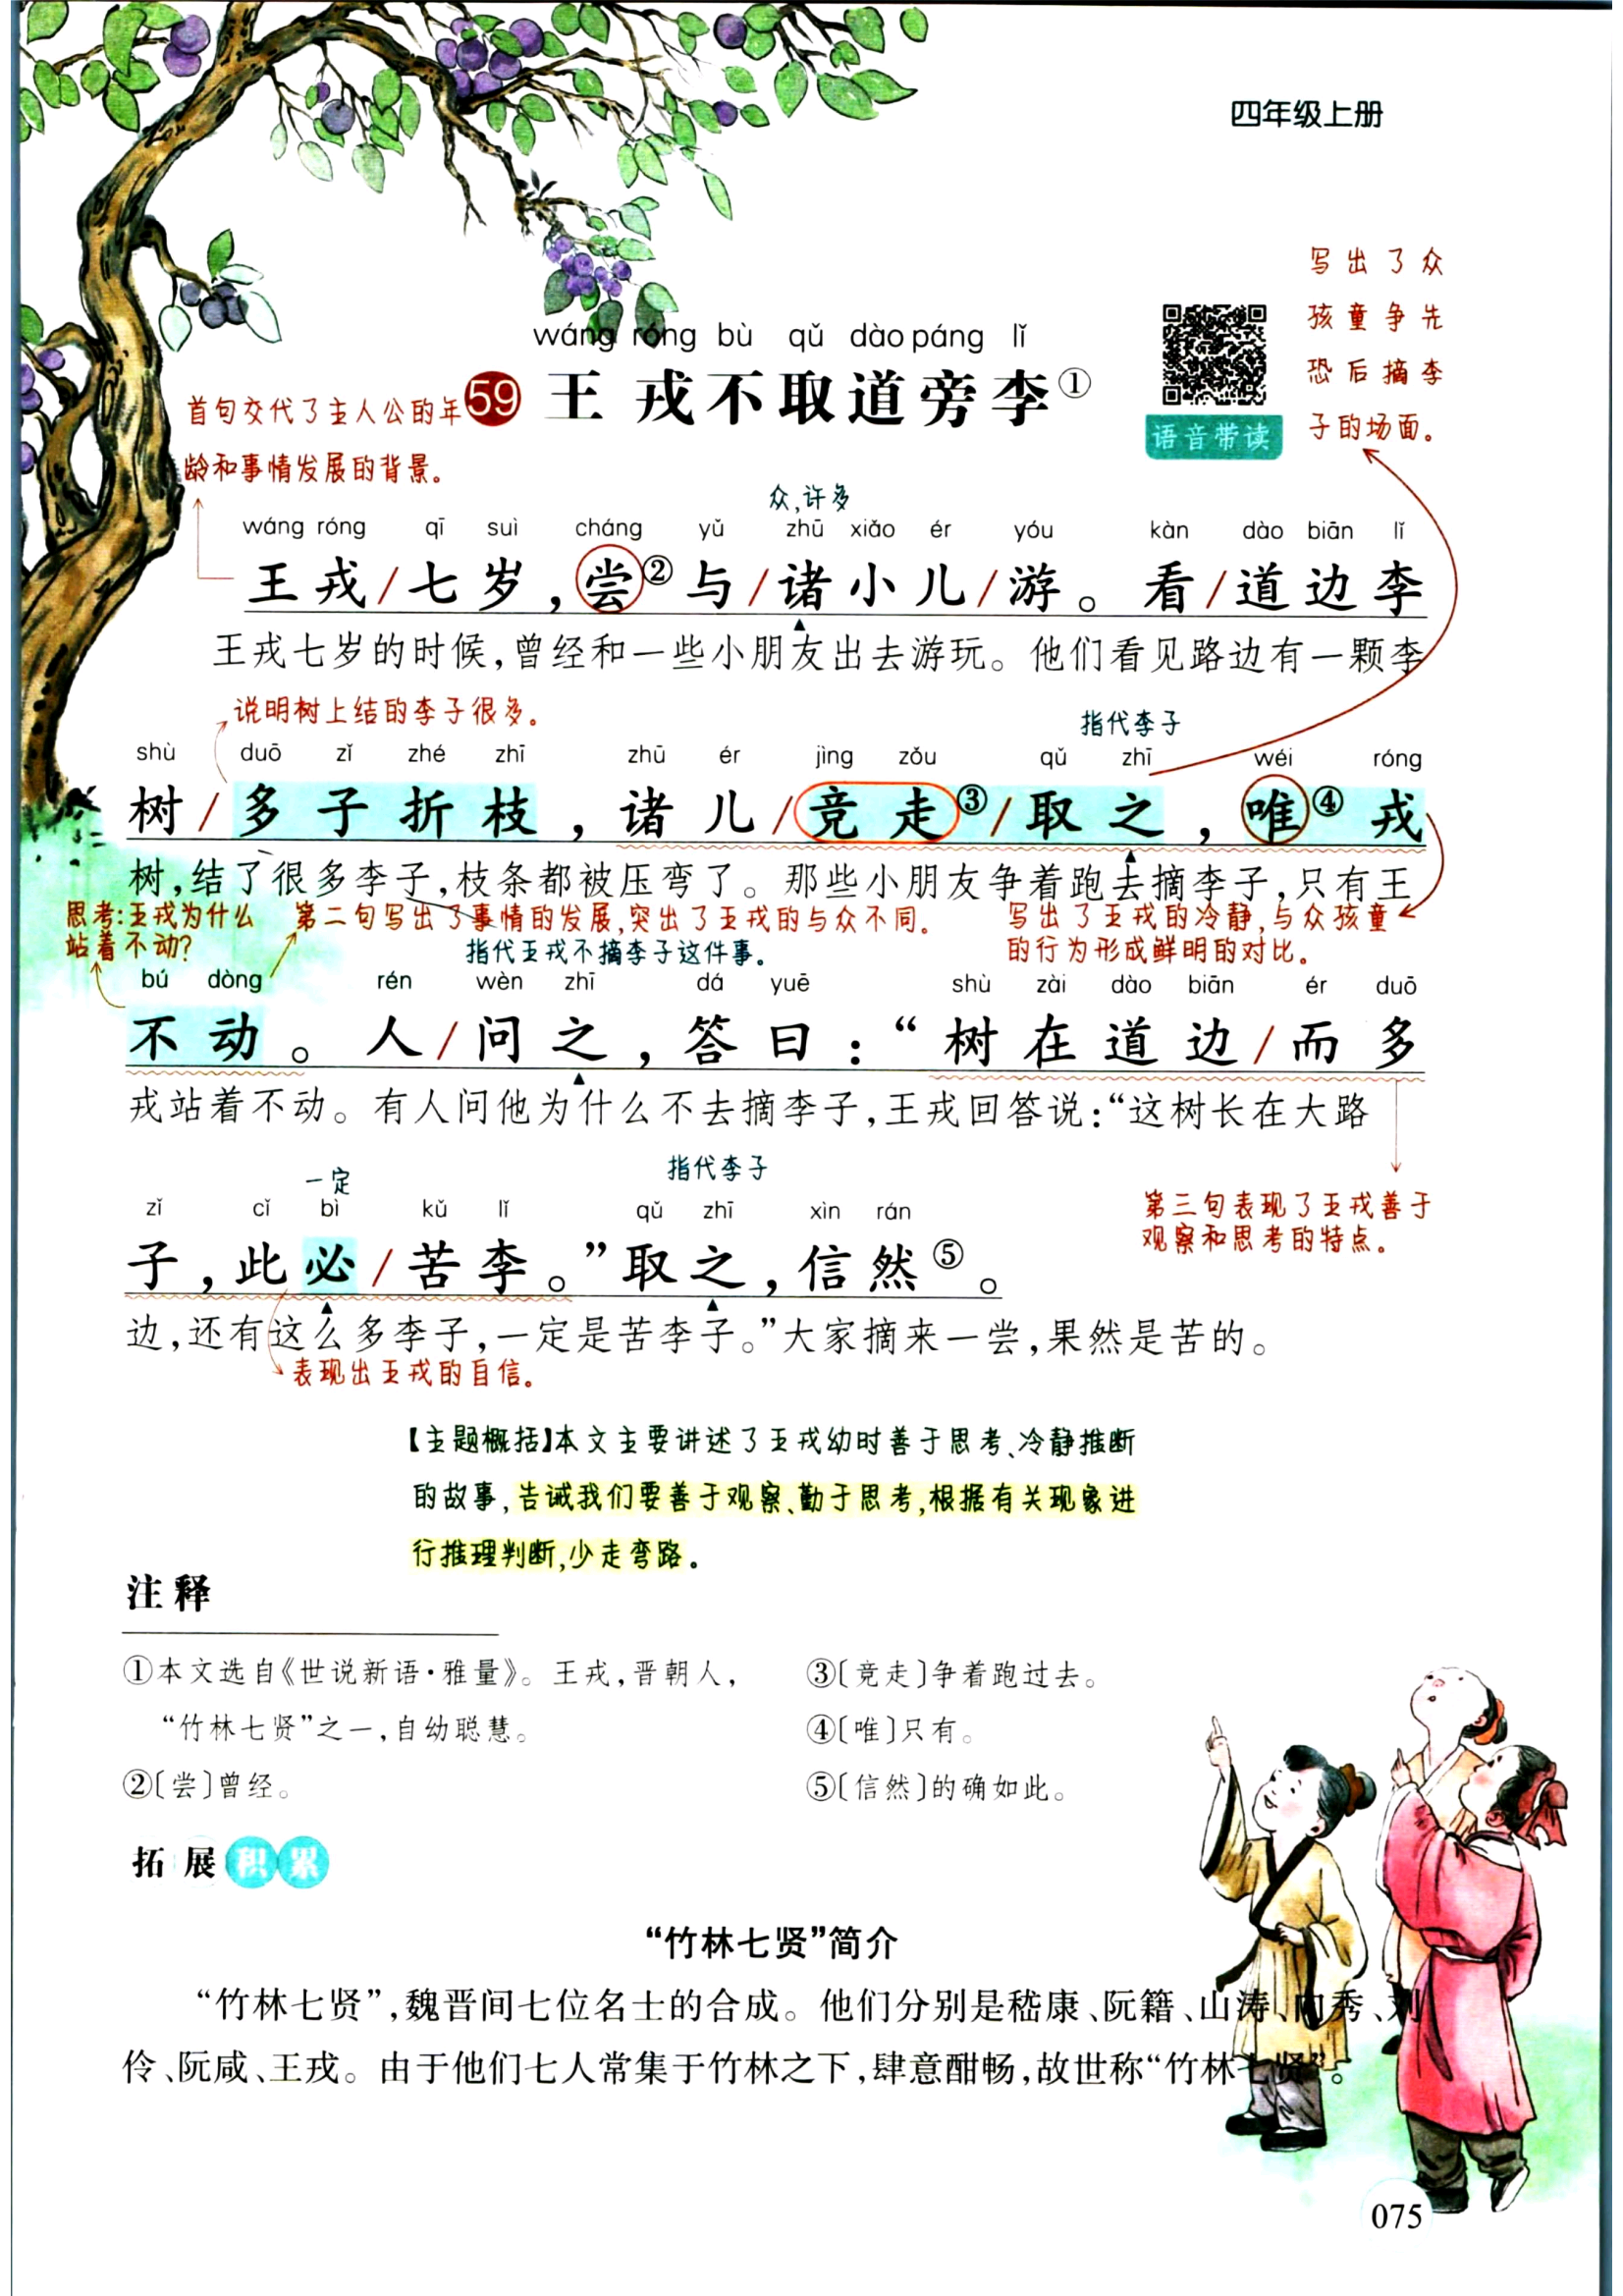 四年级上册
写出了众
孩童争先
恐后摘李
子的场面。
wáng róng bù qǔ dào páng lǐ
59 王戎不取道旁李①
语音带读
首句交代了主人公的年
龄和事情发展的背景。
众,许多
wáng róng qī suì cháng yǔ zhū xiǎo ér yóu kàn dào biān lǐ
王戎/七岁,尝②与/诸小儿/游。看/道边李
王戎七岁的时候,曾经和一些小朋友出去游玩。他们看见路边有一颗李
说明树上结的李子很多。
指代李子
shù duō zǐ zhé zhī zhū ér jìng zǒu qǔ zhī wéi róng
树/多子折枝,诸儿/竞走③/取之,唯④戎
树,结了很多李子,枝条都被压弯了。那些小朋友争着跑去摘李子,只有王
思考:王戎为什么
站着不动?
第二句写出了事情的发展,突出了王戎的与众不同。
写出了王戎的冷静,与众孩童
的行为形成鲜明的对比。
指代王戎不摘李子这件事。
bú dòng rén wèn zhī dá yuē shù zài dào biān ér duō
不动。人/问之,答曰:“树在道边/而多
戎站着不动。有人问他为什么不去摘李子,王戎回答说:“这树长在大路
一定
指代李子
zǐ cǐ bì kǔ lǐ qǔ zhī xìn rán
子,此必/苦李。”取之,信然⑤。
第三句表现了王戎善于
观察和思考的特点。
边,还有这么多李子,一定是苦李子。”大家摘来一尝,果然是苦的。
表现出王戎的自信。
【主题概括】本文主要讲述了王戎幼时善于思考、冷静推断
的故事,告诫我们要善于观察、勤于思考,根据有关现象进
行推理判断,少走弯路。
注释
①本文选自《世说新语·雅量》。王戎,晋朝人,
“竹林七贤”之一,自幼聪慧。
②〔尝〕曾经。
③〔竞走〕争着跑过去。
④〔唯〕只有。
⑤〔信然〕的确如此。
拓展积累
“竹林七贤”简介
“竹林七贤”,魏晋间七位名士的合成。他们分别是嵇康、阮籍、山涛、向秀、刘
伶、阮咸、王戎。由于他们七人常集于竹林之下,肆意酣畅,故世称“竹林七贤”。
075